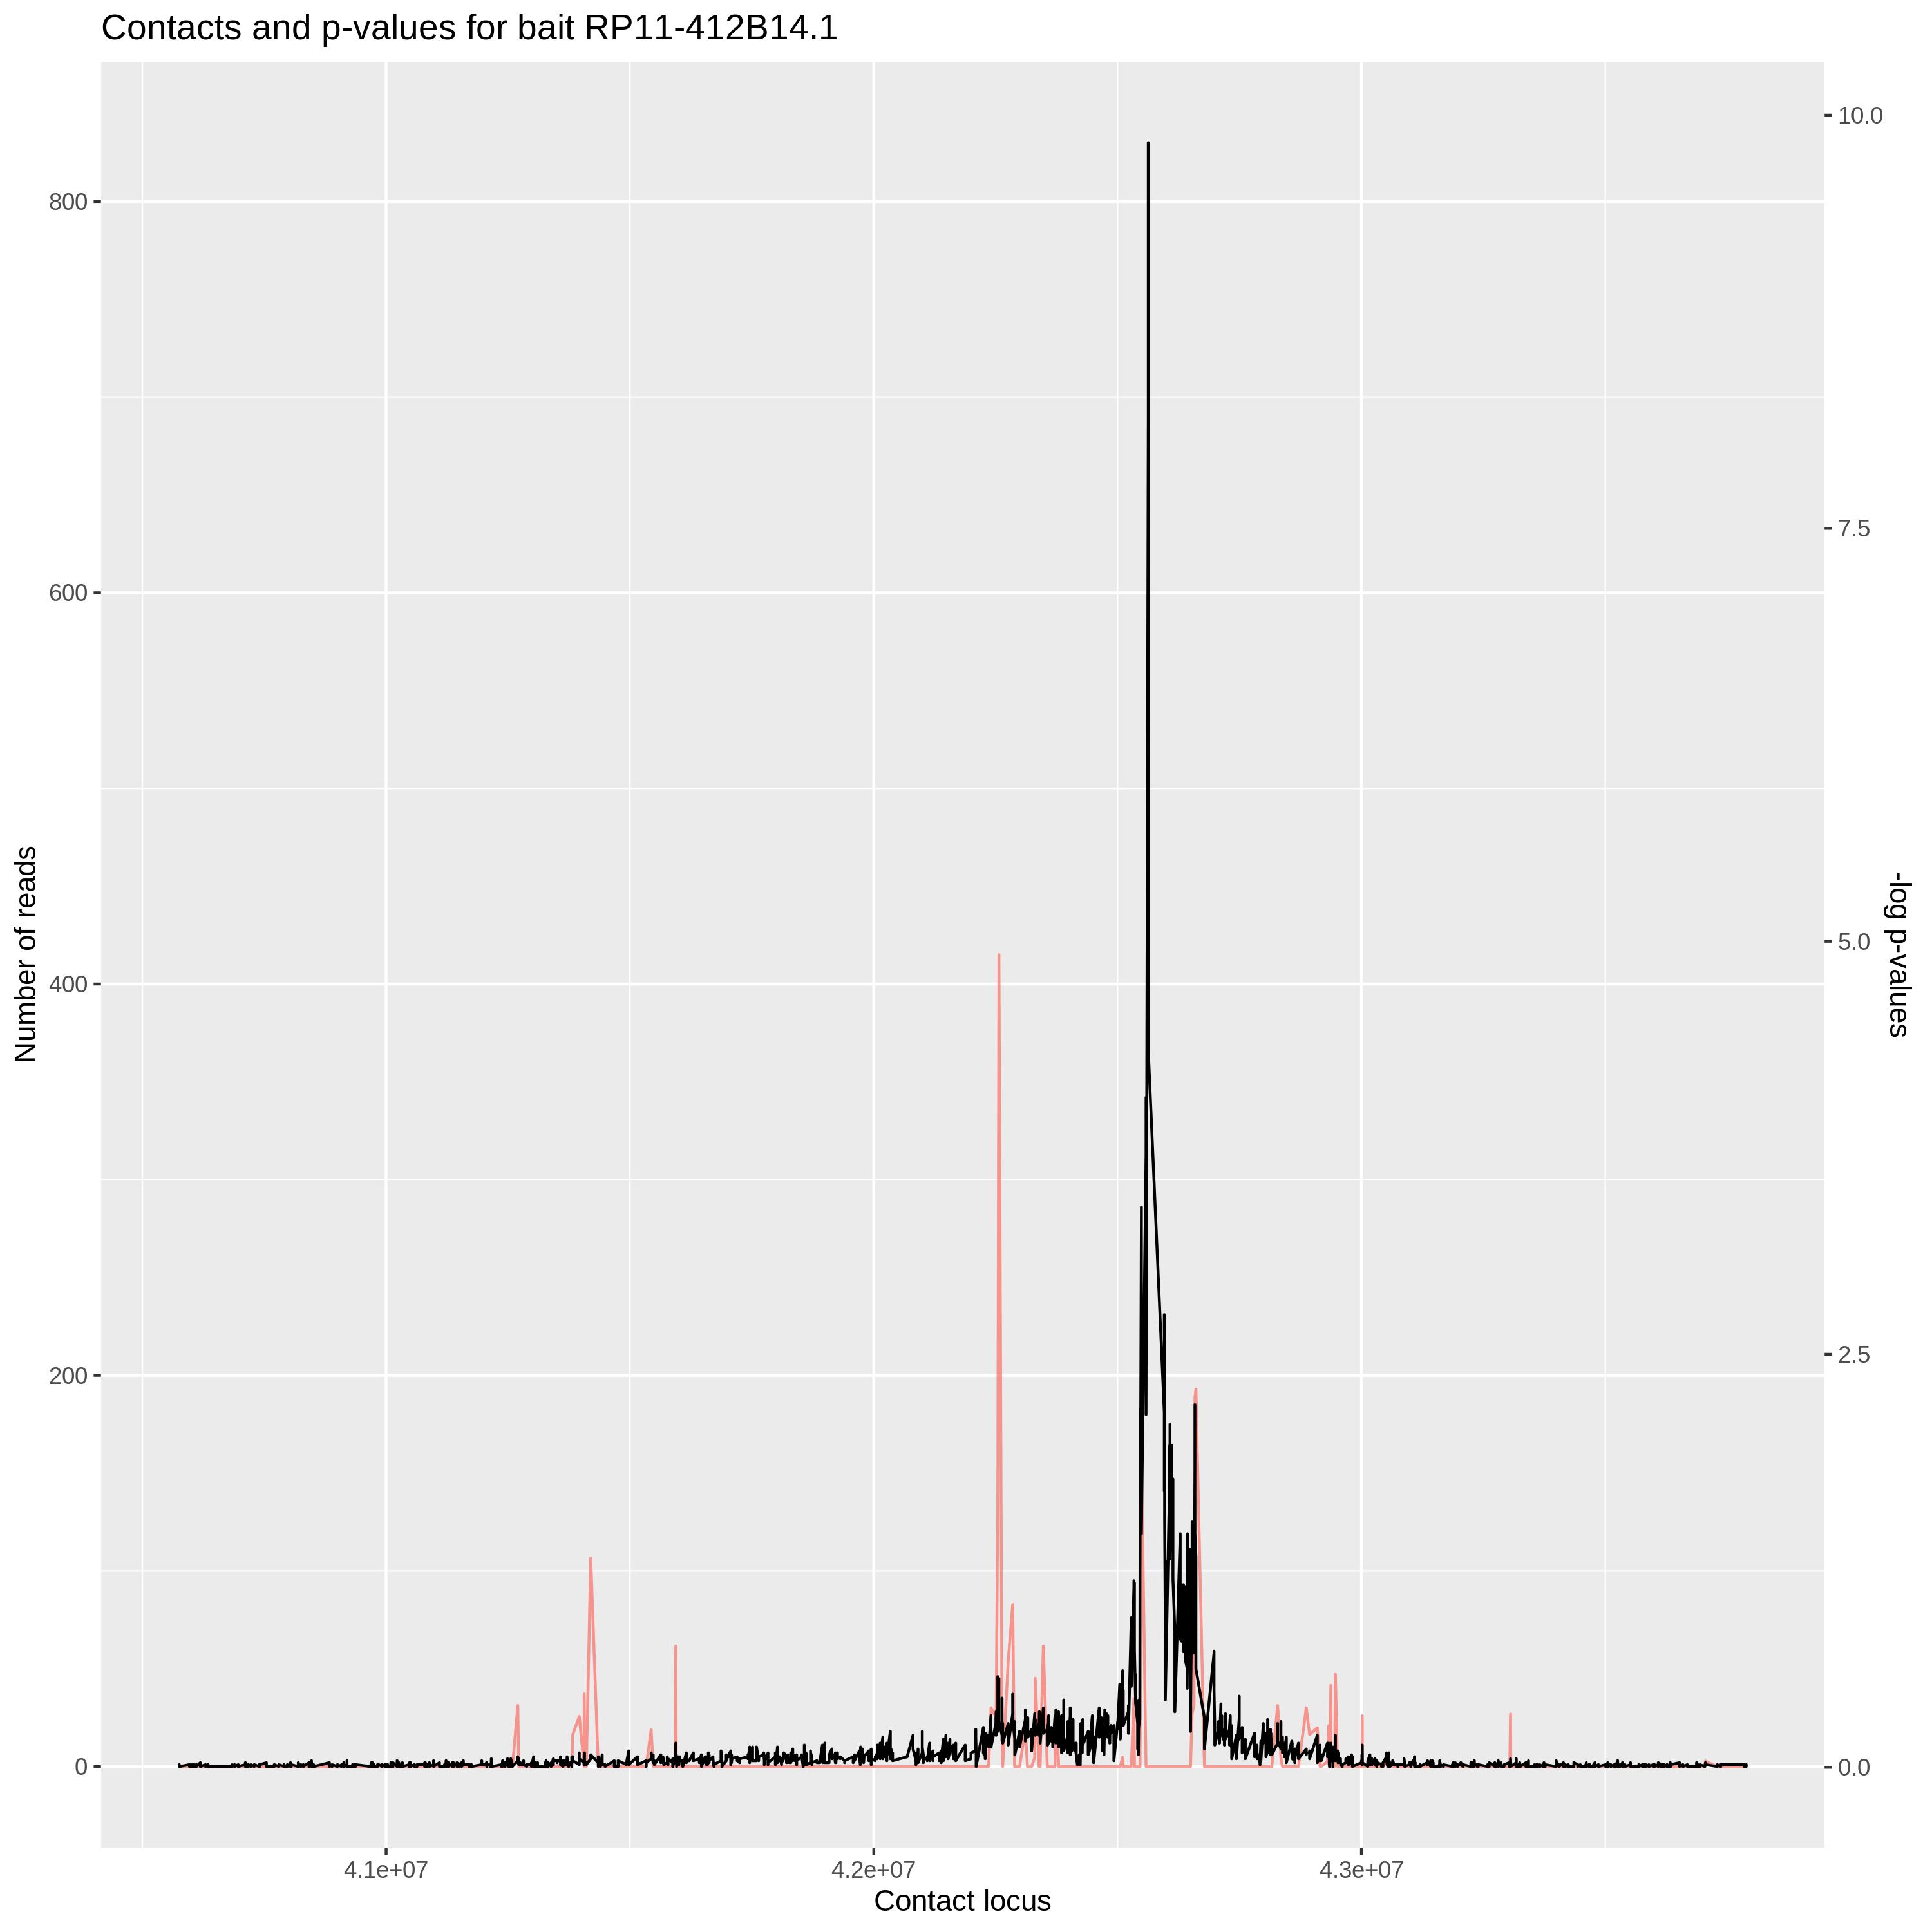 Contacts and p-values for bait RP11-412B14.1
800
600
400
200
0
Number of reads
10.0
7.5
5.0
2.5
0.0
-log p-values
4.1e+07
4.2e+07
4.3e+07
Contact locus